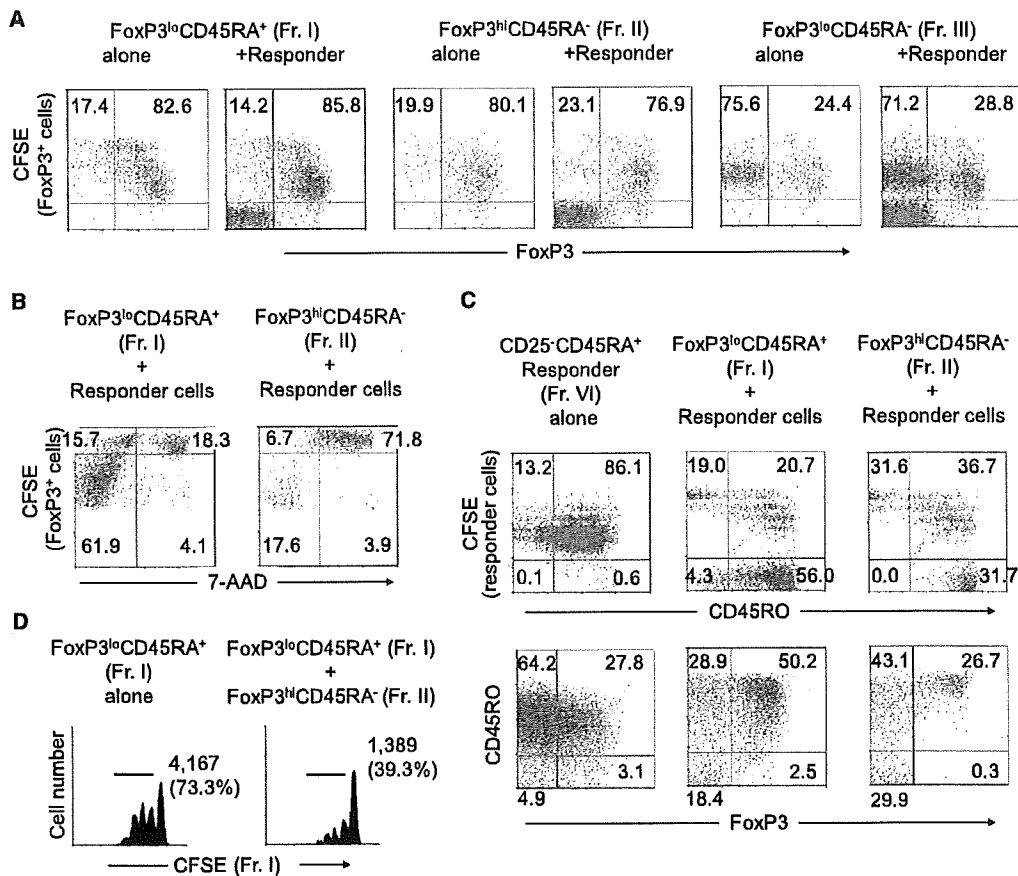 A
FoxP3ˡᵒCD45RA⁺ (Fr. I)
alone +Responder
FoxP3ʰⁱCD45RA⁻ (Fr. II)
alone +Responder
FoxP3ˡᵒCD45RA⁻ (Fr. III)
alone +Responder
17.4 82.6
14.2 85.8
19.9 80.1
23.1 76.9
75.6 24.4
71.2 28.8
CFSE
(FoxP3⁺ cells)
FoxP3
B
FoxP3ˡᵒCD45RA⁺
(Fr. I)
+
Responder cells
FoxP3ʰⁱCD45RA⁻
(Fr. II)
+
Responder cells
15.7 18.3
61.9 4.1
6.7 71.8
17.6 3.9
CFSE
(FoxP3⁺ cells)
7-AAD
C
CD25⁻CD45RA⁺
Responder
(Fr. VI)
alone
FoxP3ˡᵒCD45RA⁺
(Fr. I)
+
Responder cells
FoxP3ʰⁱCD45RA⁻
(Fr. II)
+
Responder cells
13.2 86.1
0.1 0.6
19.0 20.7
4.3 56.0
31.6 36.7
0.0 31.7
CFSE
(responder cells)
CD45RO
64.2 27.8
3.1
4.9
28.9 50.2
2.5
18.4
43.1 26.7
0.3
29.9
CD45RO
FoxP3
D
FoxP3ˡᵒCD45RA⁺
(Fr. I)
alone
FoxP3ˡᵒCD45RA⁺ (Fr. I)
+
FoxP3ʰⁱCD45RA⁻ (Fr. II)
4,167
(73.3%)
1,389
(39.3%)
Cell number
CFSE (Fr. I)